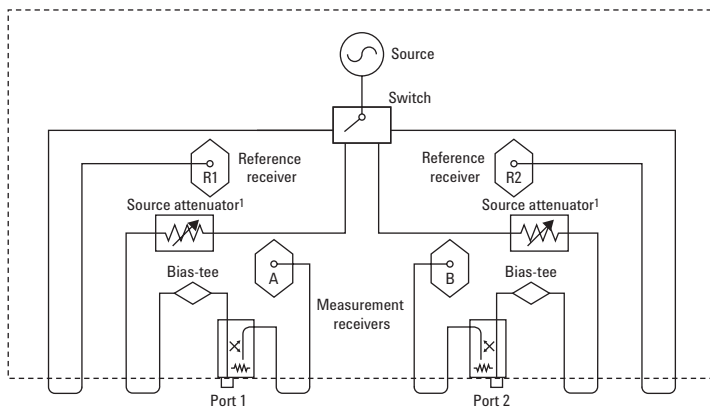 Source
Switch
Reference
receiver
R1
Reference
receiver
R2
Source attenuator¹
Source attenuator¹
A
B
Bias-tee
Bias-tee
Measurement
receivers
Port 1
Port 2